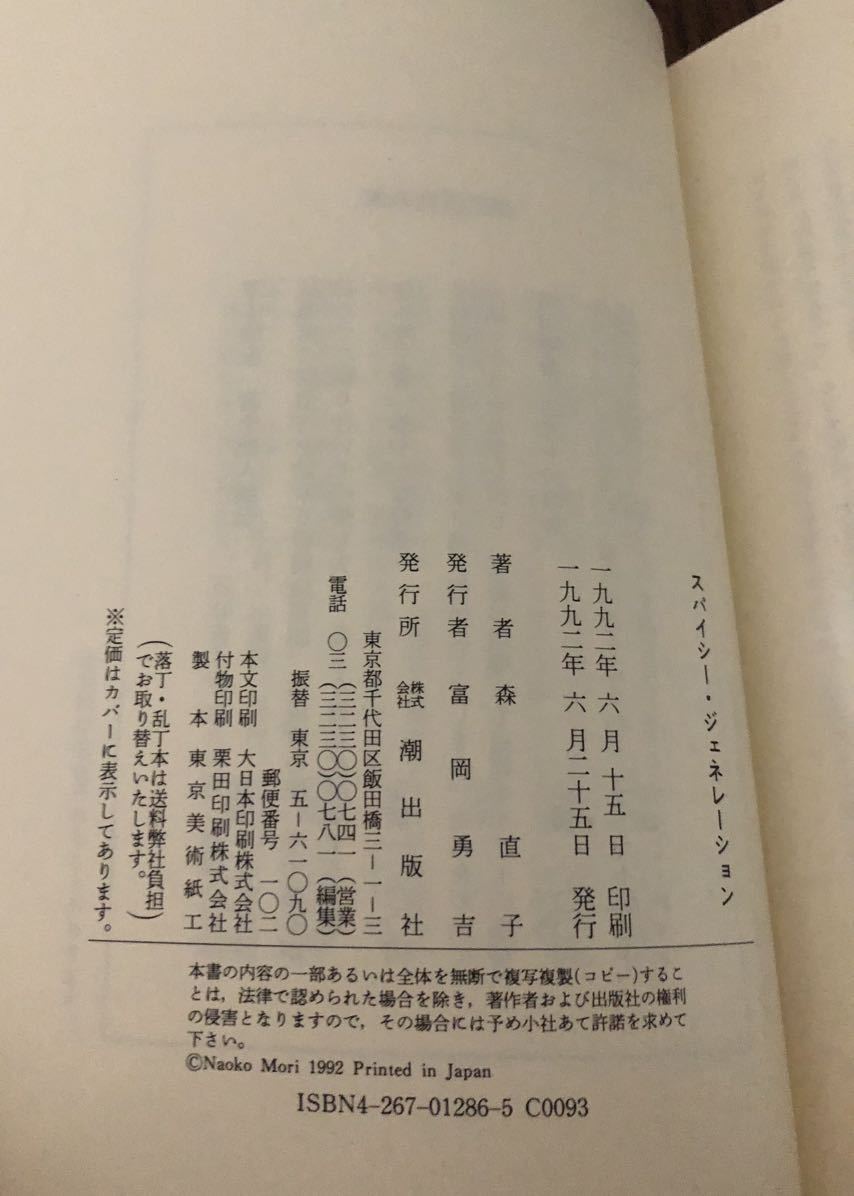 スパイシー・ジェネレーション
一九九二年 六月 十五 日 印刷
一九九二年 六月二十五日 発行
著者 森 直子
発行者 富岡勇吉
発行所 株式会社 潮出版社
東京都千代田区飯田橋三―一―三
電話 〇三(三二三〇)〇七四一(営業)
(三二三〇)〇七八一(編集)
振替 東京 五―六一〇九〇
郵便番号 一〇二
本文印刷 大日本印刷株式会社
付物印刷 栗田印刷株式会社
製本 東京美術紙工
(落丁・乱丁本は送料弊社負担
でお取り替えいたします。)
※定価はカバーに表示してあります。
本書の内容の一部あるいは全体を無断で複写複製(コピー)するこ
とは,法律で認められた場合を除き,著作者および出版社の権利
の侵害となりますので,その場合には予め小社あて許諾を求めて
下さい。
©Naoko Mori 1992 Printed in Japan
ISBN4-267-01286-5 C0093